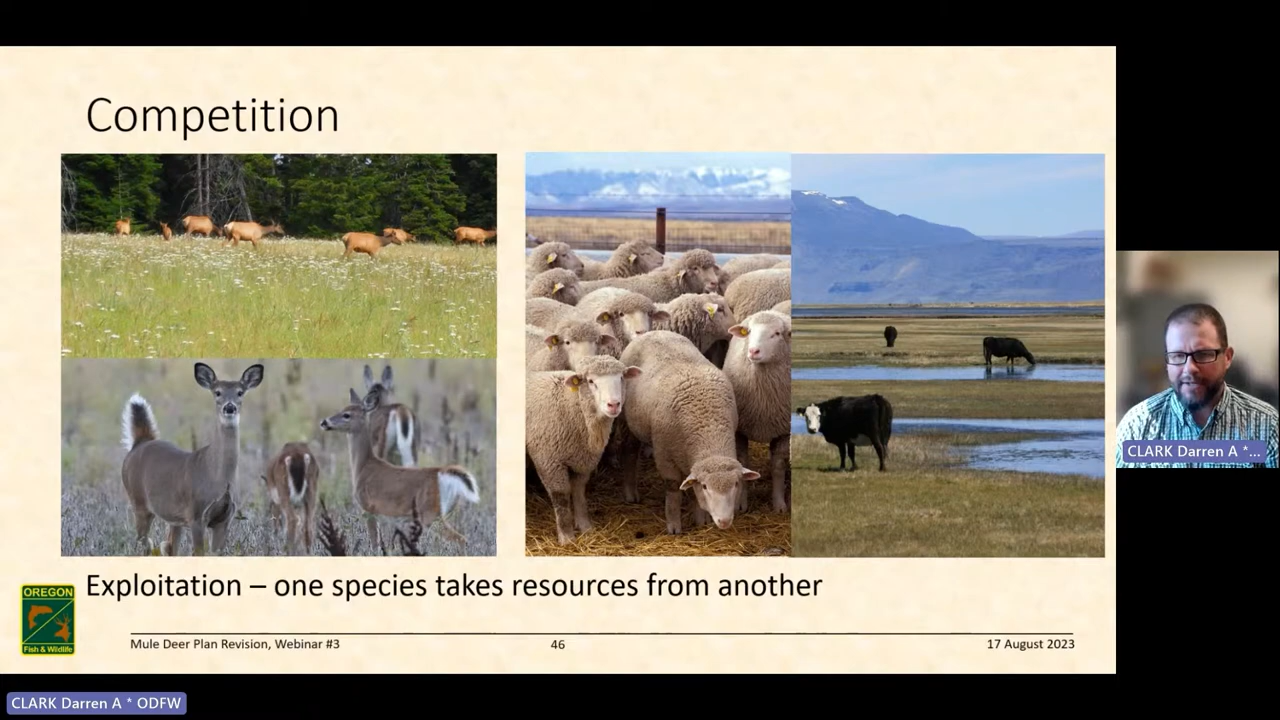 Competition
Exploitation – one species takes resources from another
OREGON
Fish & Wildlife
Mule Deer Plan Revision, Webinar #3
46
17 August 2023
CLARK Darren A *...
CLARK Darren A * ODFW